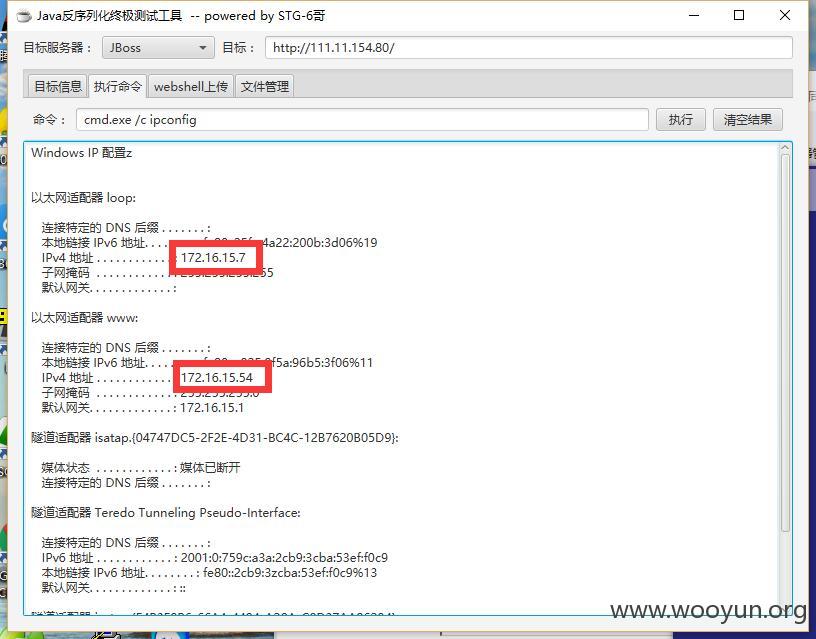 Java反序列化终极测试工具 -- powered by STG-6哥
目标服务器： JBoss 目标： http://111.11.154.80/
目标信息 执行命令 webshell上传 文件管理
命令： cmd.exe /c ipconfig 执行 清空结果
Windows IP 配置z
以太网适配器 loop:
连接特定的 DNS 后缀 . . . . . . . :
本地链接 IPv6 地址. . . . 4a22:200b:3d06%19
IPv4 地址 . . . . . . . . . . . . : 172.16.15.7
子网掩码 . . . . . . . . . . . . :
默认网关. . . . . . . . . . . . . :
以太网适配器 www:
连接特定的 DNS 后缀 . . . . . . . :
本地链接 IPv6 地址. . . . f5a:96b5:3f06%11
IPv4 地址 . . . . . . . . . . . . : 172.16.15.54
子网掩码 . . . . . . . . . . . . :
默认网关. . . . . . . . . . . . . : 172.16.15.1
隧道适配器 isatap.{04747DC5-2F2E-4D31-BC4C-12B7620B05D9}:
媒体状态 . . . . . . . . . . . . : 媒体已断开
连接特定的 DNS 后缀 . . . . . . . :
隧道适配器 Teredo Tunneling Pseudo-Interface:
连接特定的 DNS 后缀 . . . . . . . :
IPv6 地址 . . . . . . . . . . . . : 2001:0:759c:a3a:2cb9:3cba:53ef:f0c9
本地链接 IPv6 地址. . . . . . . . : fe80::2cb9:3zcba:53ef:f0c9%13
默认网关. . . . . . . . . . . . . : ::
www.wooyun.org